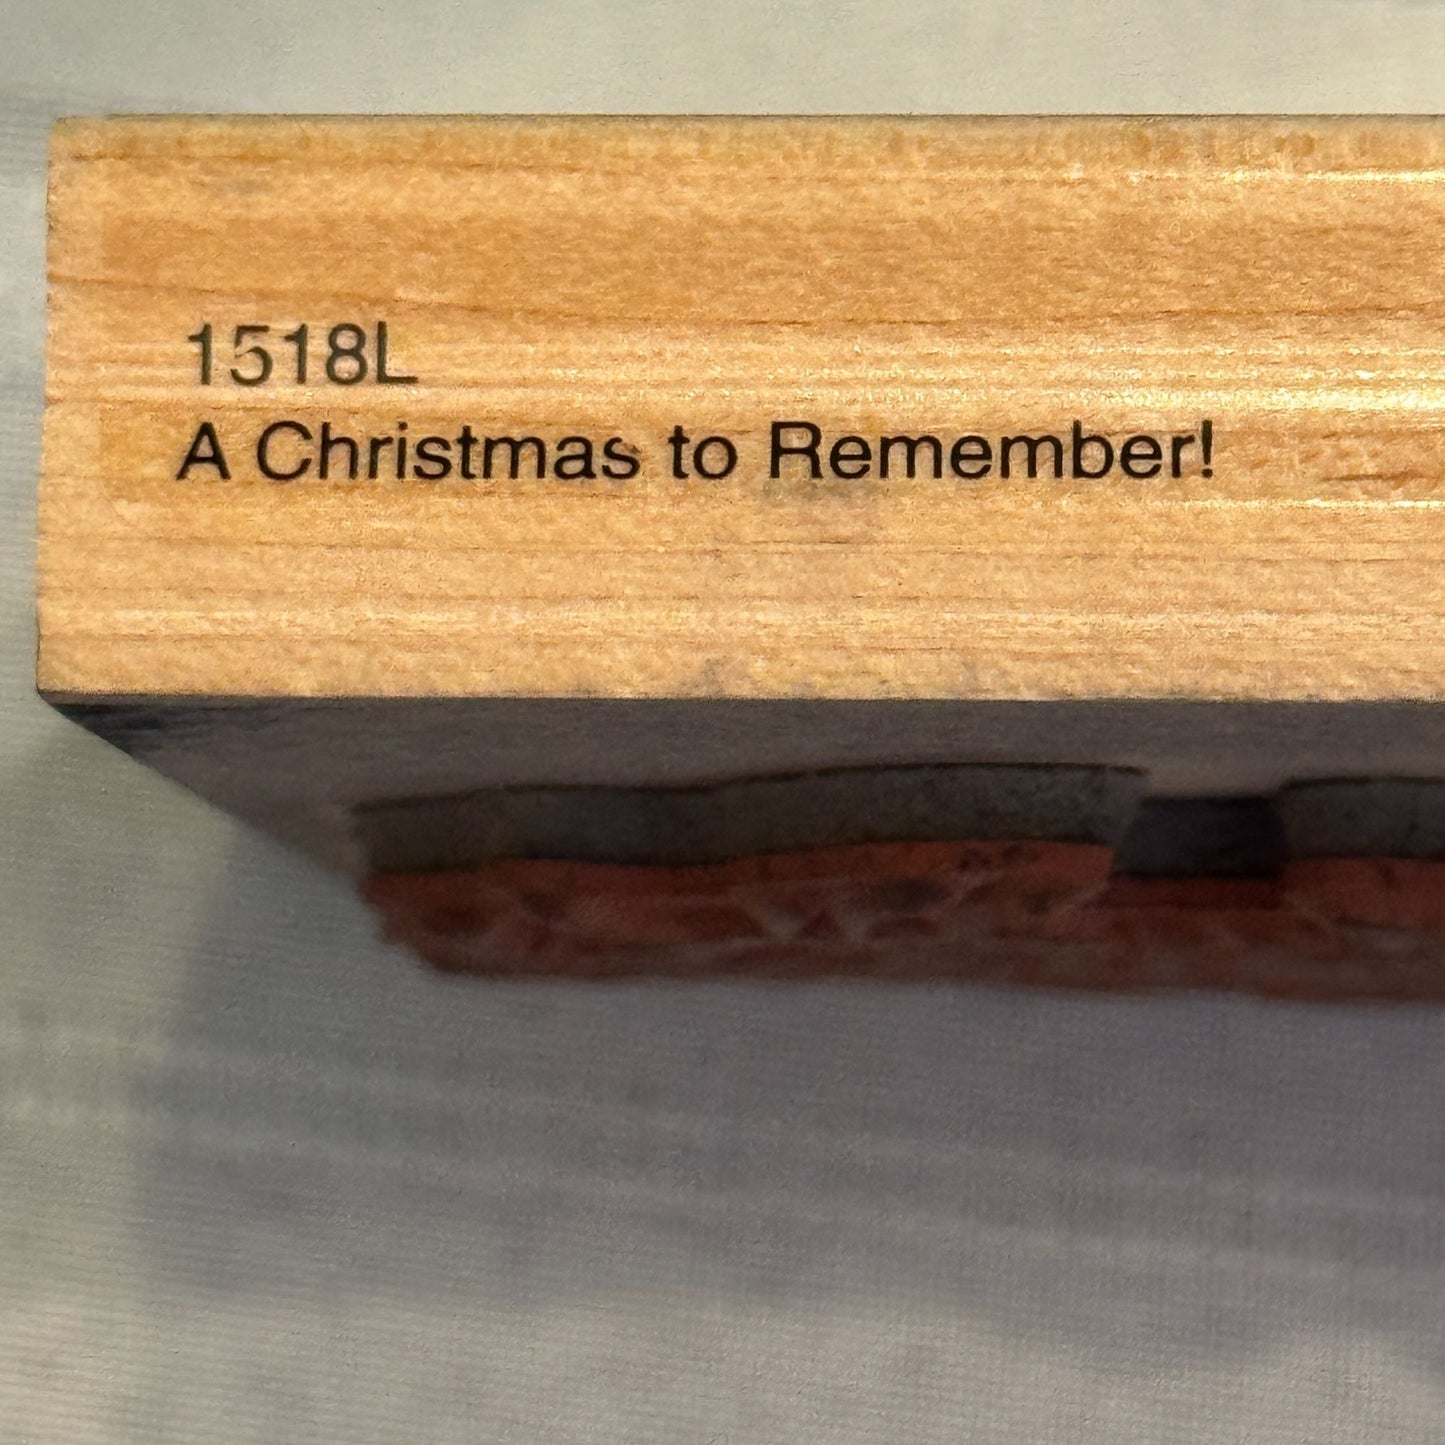 1518L
A Christmas to Remember!